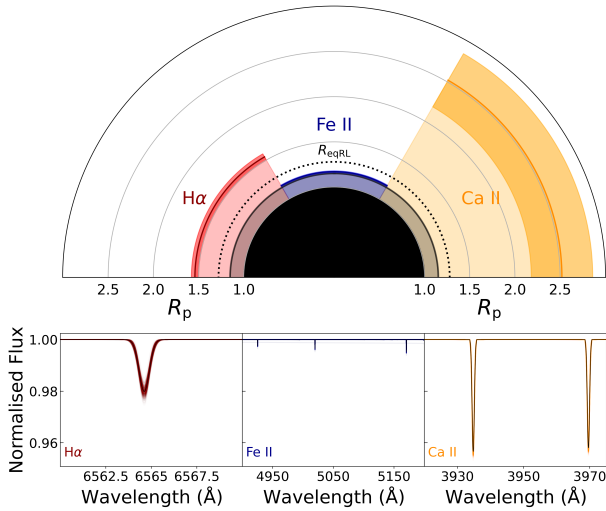 Fe II
R_eqRL
Hα
Ca II
2.5 2.0 1.5 1.0 1.0 1.5 2.0 2.5
R_p R_p
Normalised Flux
1.00
0.98
0.96
Hα Fe II Ca II
6562.5 6565 6567.5 4950 5050 5150 3930 3950 3970
Wavelength (Å) Wavelength (Å) Wavelength (Å)